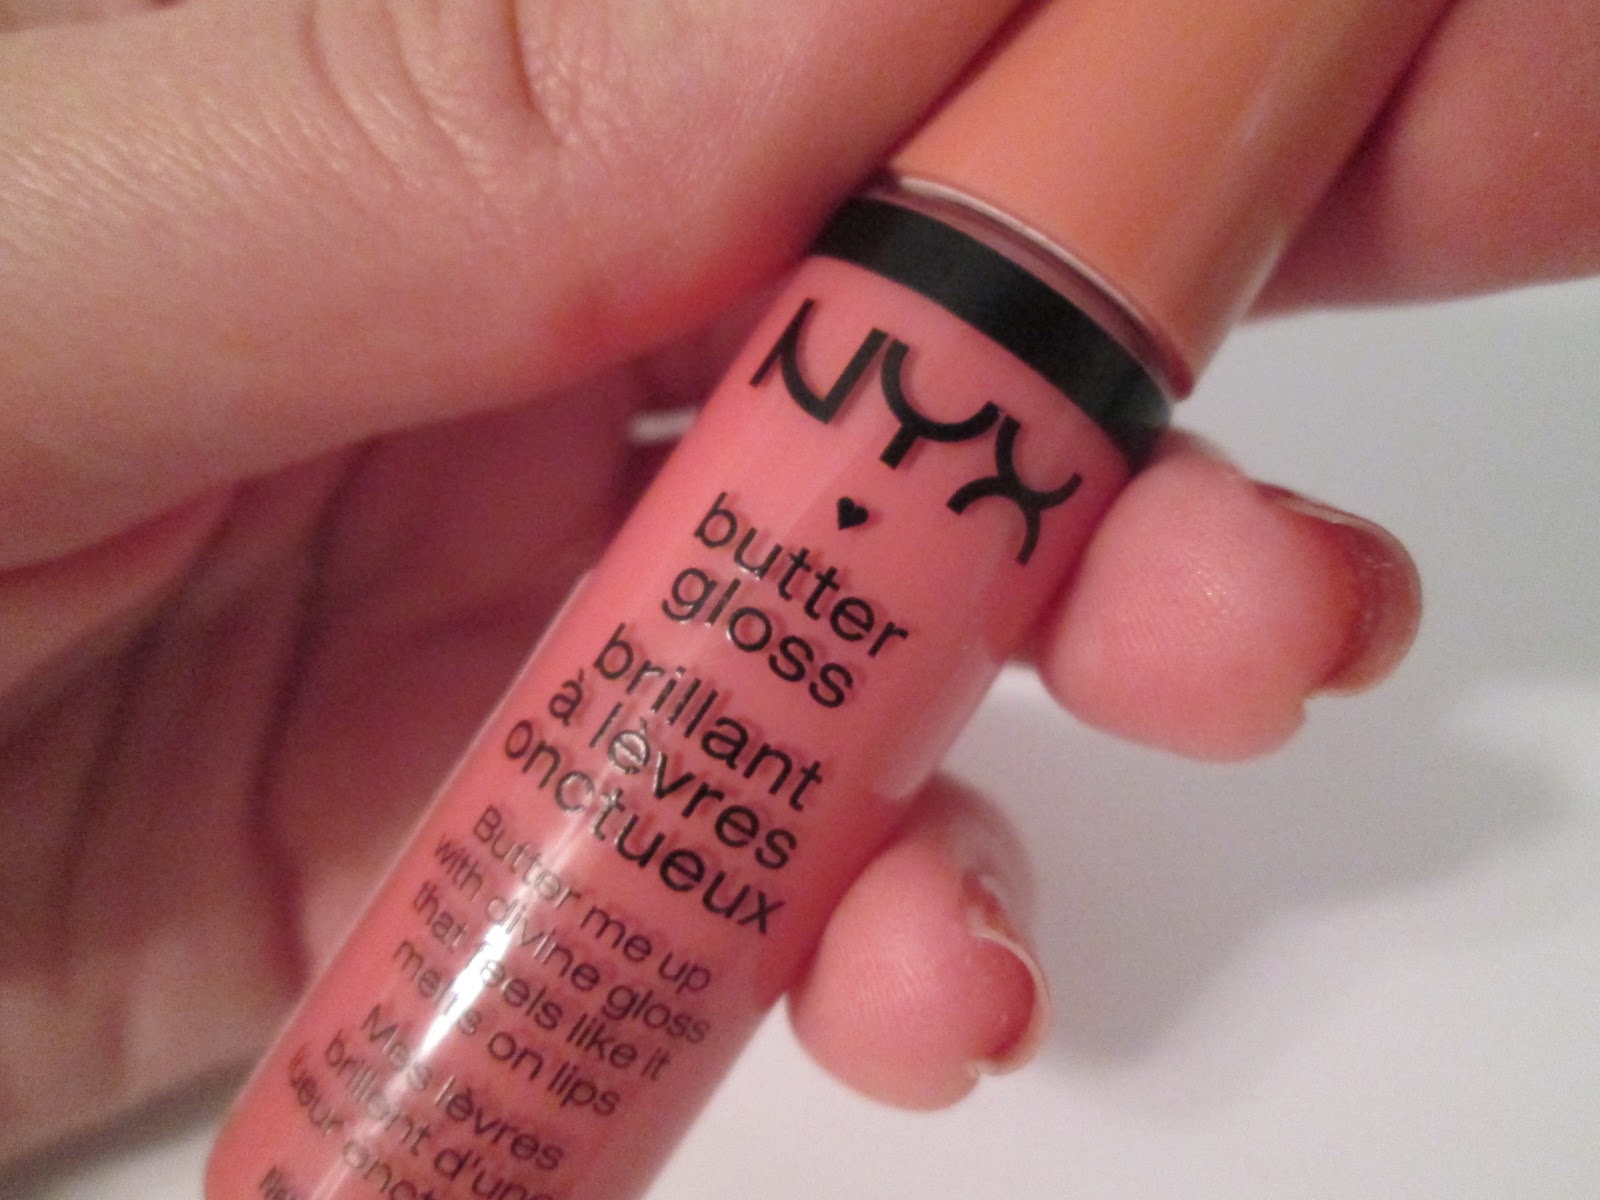 NYX
butter
gloss
brillant
à lèvres
onctueux
Butter me up
with divine gloss
that feels like it
melts on lips
Mes lèvres
brillent d'une